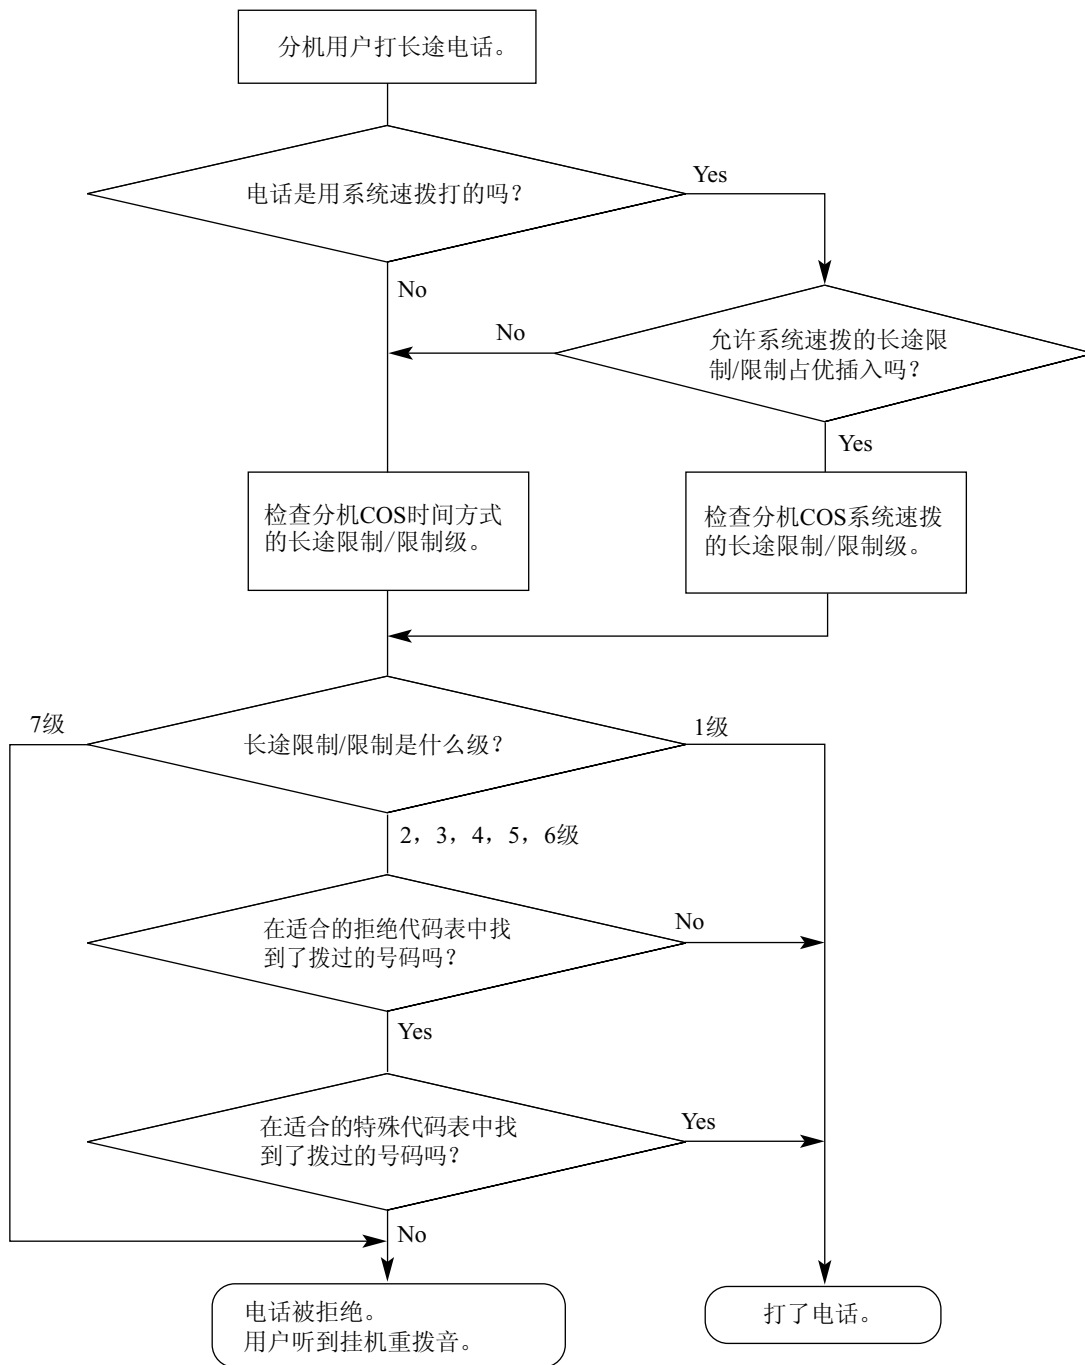 分机用户打长途电话。
电话是用系统速拨打的吗？
Yes
No
No
允许系统速拨的长途限
制/限制占优插入吗？
Yes
检查分机COS时间方式
的长途限制/限制级。
检查分机COS系统速拨
的长途限制/限制级。
7级
长途限制/限制是什么级？
1级
2，3，4，5，6级
在适合的拒绝代码表中找
到了拨过的号码吗？
No
Yes
在适合的特殊代码表中找
到了拨过的号码吗？
Yes
No
电话被拒绝。
用户听到挂机重拨音。
打了电话。